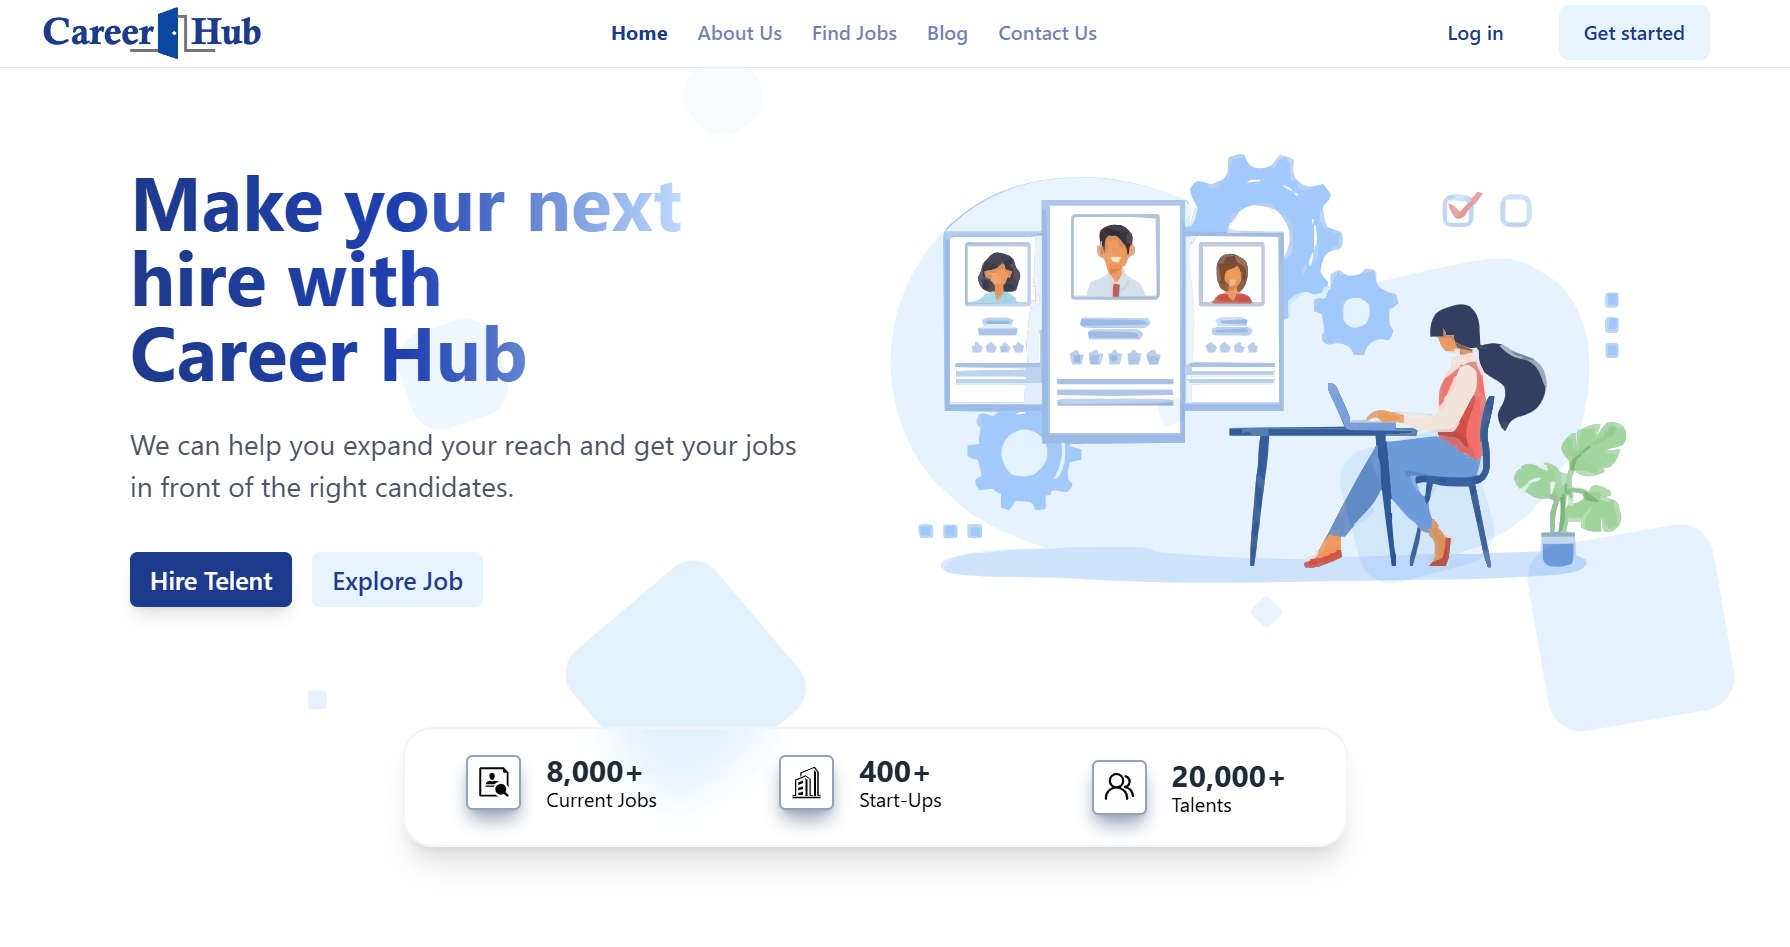 Career Hub
Home About Us Find Jobs Blog Contact Us
Log in Get started
Make your next
hire with
Career Hub
We can help you expand your reach and get your jobs
in front of the right candidates.
Hire Telent Explore Job
8,000+
Current Jobs
400+
Start-Ups
20,000+
Talents